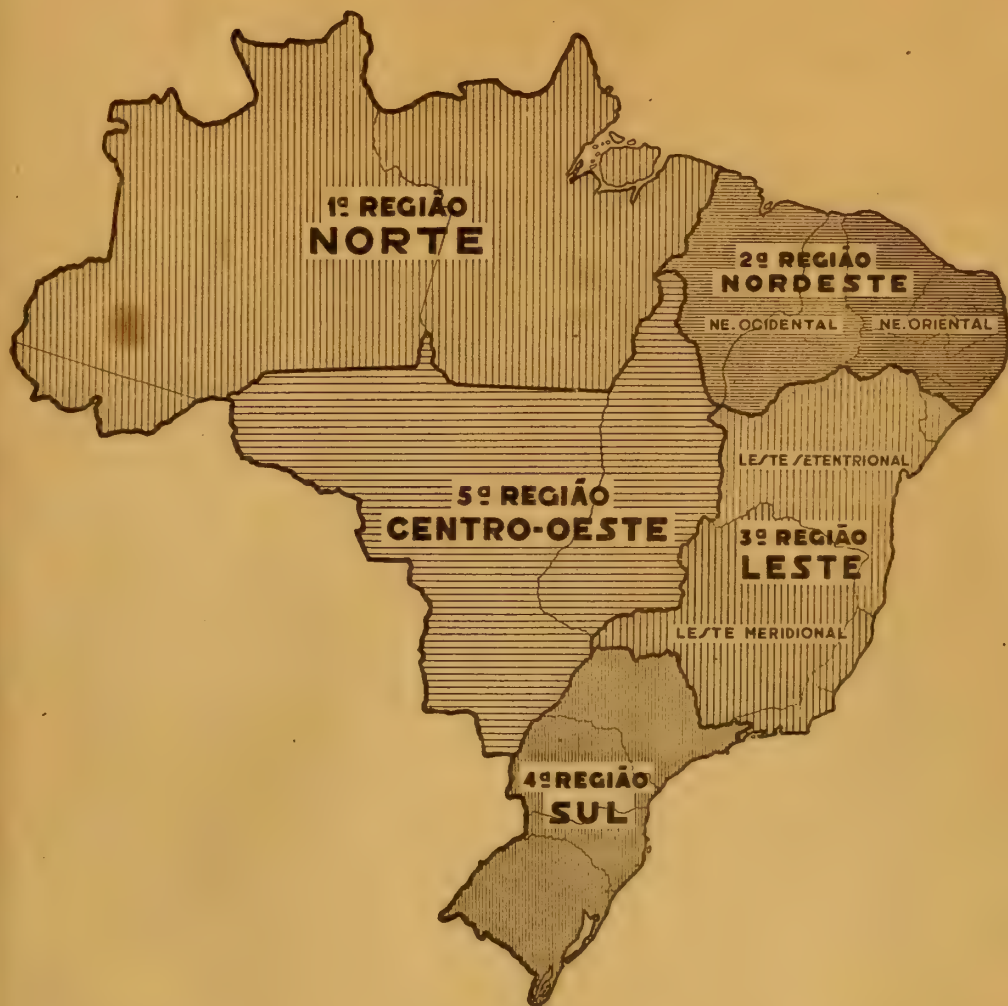 1ª REGIÃO
NORTE
2ª REGIÃO
NORDESTE
NE. OCIDENTAL
NE. ORIENTAL
LESTE SETENTRIONAL
5ª REGIÃO
CENTRO-OESTE
3ª REGIÃO
LESTE
LESTE MERIDIONAL
4ª REGIÃO
SUL